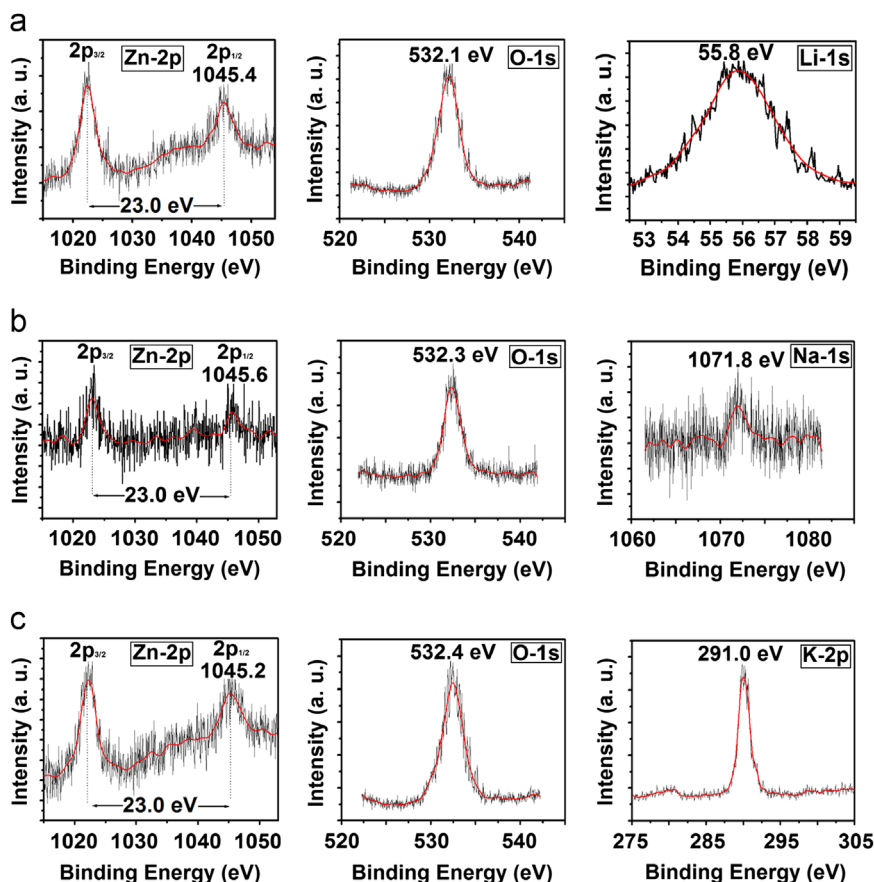 a
2p3/2
Zn-2p
2p1/2
1045.4
23.0 eV
1020 1030 1040 1050
Binding Energy (eV)
Intensity (a. u.)
532.1 eV
O-1s
520 530 540
Binding Energy (eV)
Intensity (a. u.)
55.8 eV
Li-1s
53 54 55 56 57 58 59
Binding Energy (eV)
Intensity (a. u.)
b
2p3/2
Zn-2p
2p1/2
1045.6
23.0 eV
1020 1030 1040 1050
Binding Energy (eV)
Intensity (a. u.)
532.3 eV
O-1s
520 530 540
Binding Energy (eV)
Intensity (a. u.)
1071.8 eV
Na-1s
1060 1070 1080
Binding Energy (eV)
Intensity (a. u.)
c
2p3/2
Zn-2p
2p1/2
1045.2
23.0 eV
1020 1030 1040 1050
Binding Energy (eV)
Intensity (a. u.)
532.4 eV
O-1s
520 530 540
Binding Energy (eV)
Intensity (a. u.)
291.0 eV
K-2p
275 285 295 305
Binding Energy (eV)
Intensity (a. u.)